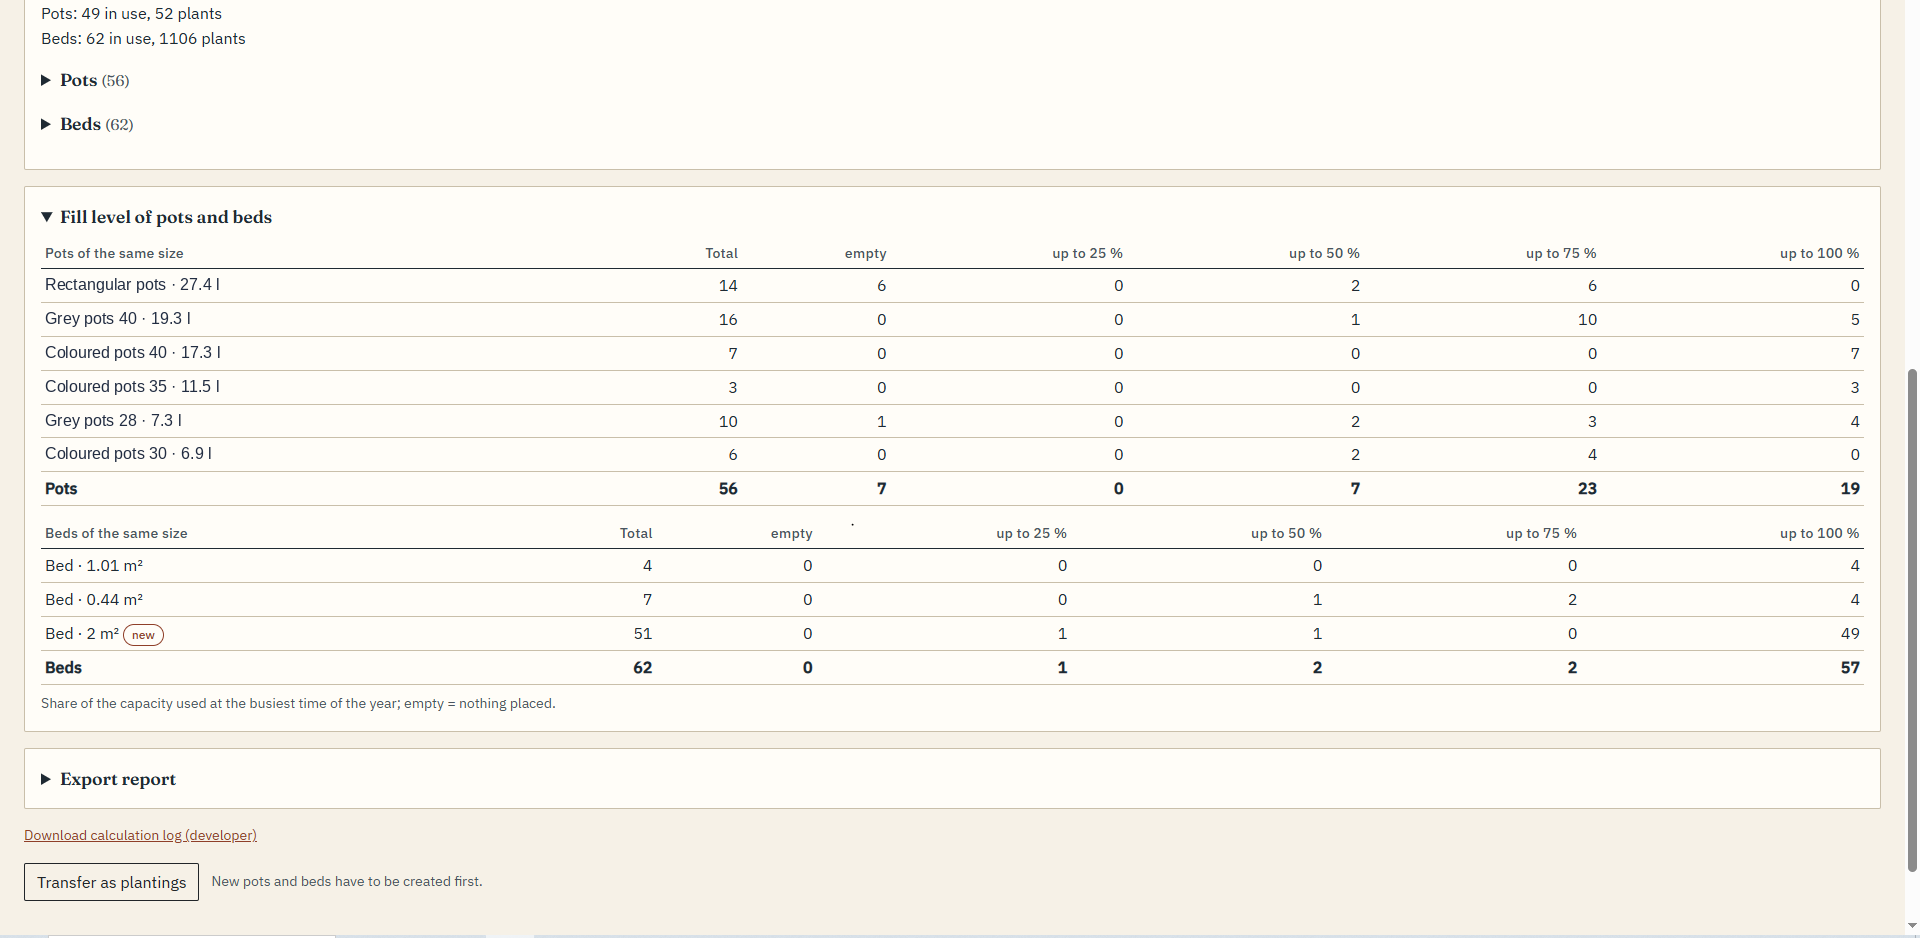 Pots: 49 in use, 52 plants
Beds: 62 in use, 1106 plants
Pots (56)
Beds (62)
Fill level of pots and beds
Pots of the same size Total empty up to 25 % up to 50 % up to 75 % up to 100 %
Rectangular pots · 27.4 l 14 6 0 2 6 0
Grey pots 40 · 19.3 l 16 0 0 1 10 5
Coloured pots 40 · 17.3 l 7 0 0 0 0 7
Coloured pots 35 · 11.5 l 3 0 0 0 0 3
Grey pots 28 · 7.3 l 10 1 0 2 3 4
Coloured pots 30 · 6.9 l 6 0 0 2 4 0
Pots 56 7 0 7 23 19
Beds of the same size Total empty up to 25 % up to 50 % up to 75 % up to 100 %
Bed · 1.01 m² 4 0 0 0 0 4
Bed · 0.44 m² 7 0 0 1 2 4
Bed · 2 m² new 51 0 1 1 0 49
Beds 62 0 1 2 2 57
Share of the capacity used at the busiest time of the year; empty = nothing placed.
Export report
Download calculation log (developer)
Transfer as plantings New pots and beds have to be created first.